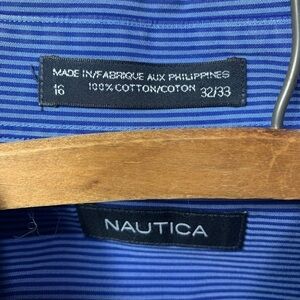 MADE IN/FABRIQUE AUX PHILIPPINES
16 100% COTTON/COTON 32/33
NAUTICA